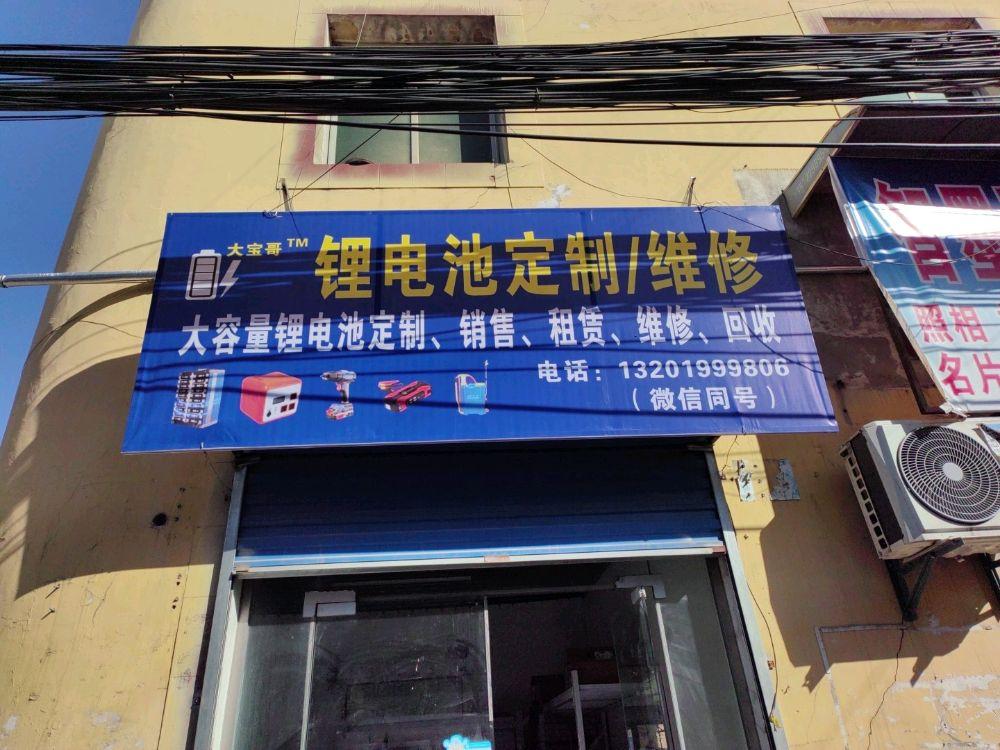 大宝哥™
锂电池定制/维修
大容量锂电池定制、销售、租赁、维修、回收
电话：13201999806
（微信同号）
照相
名片